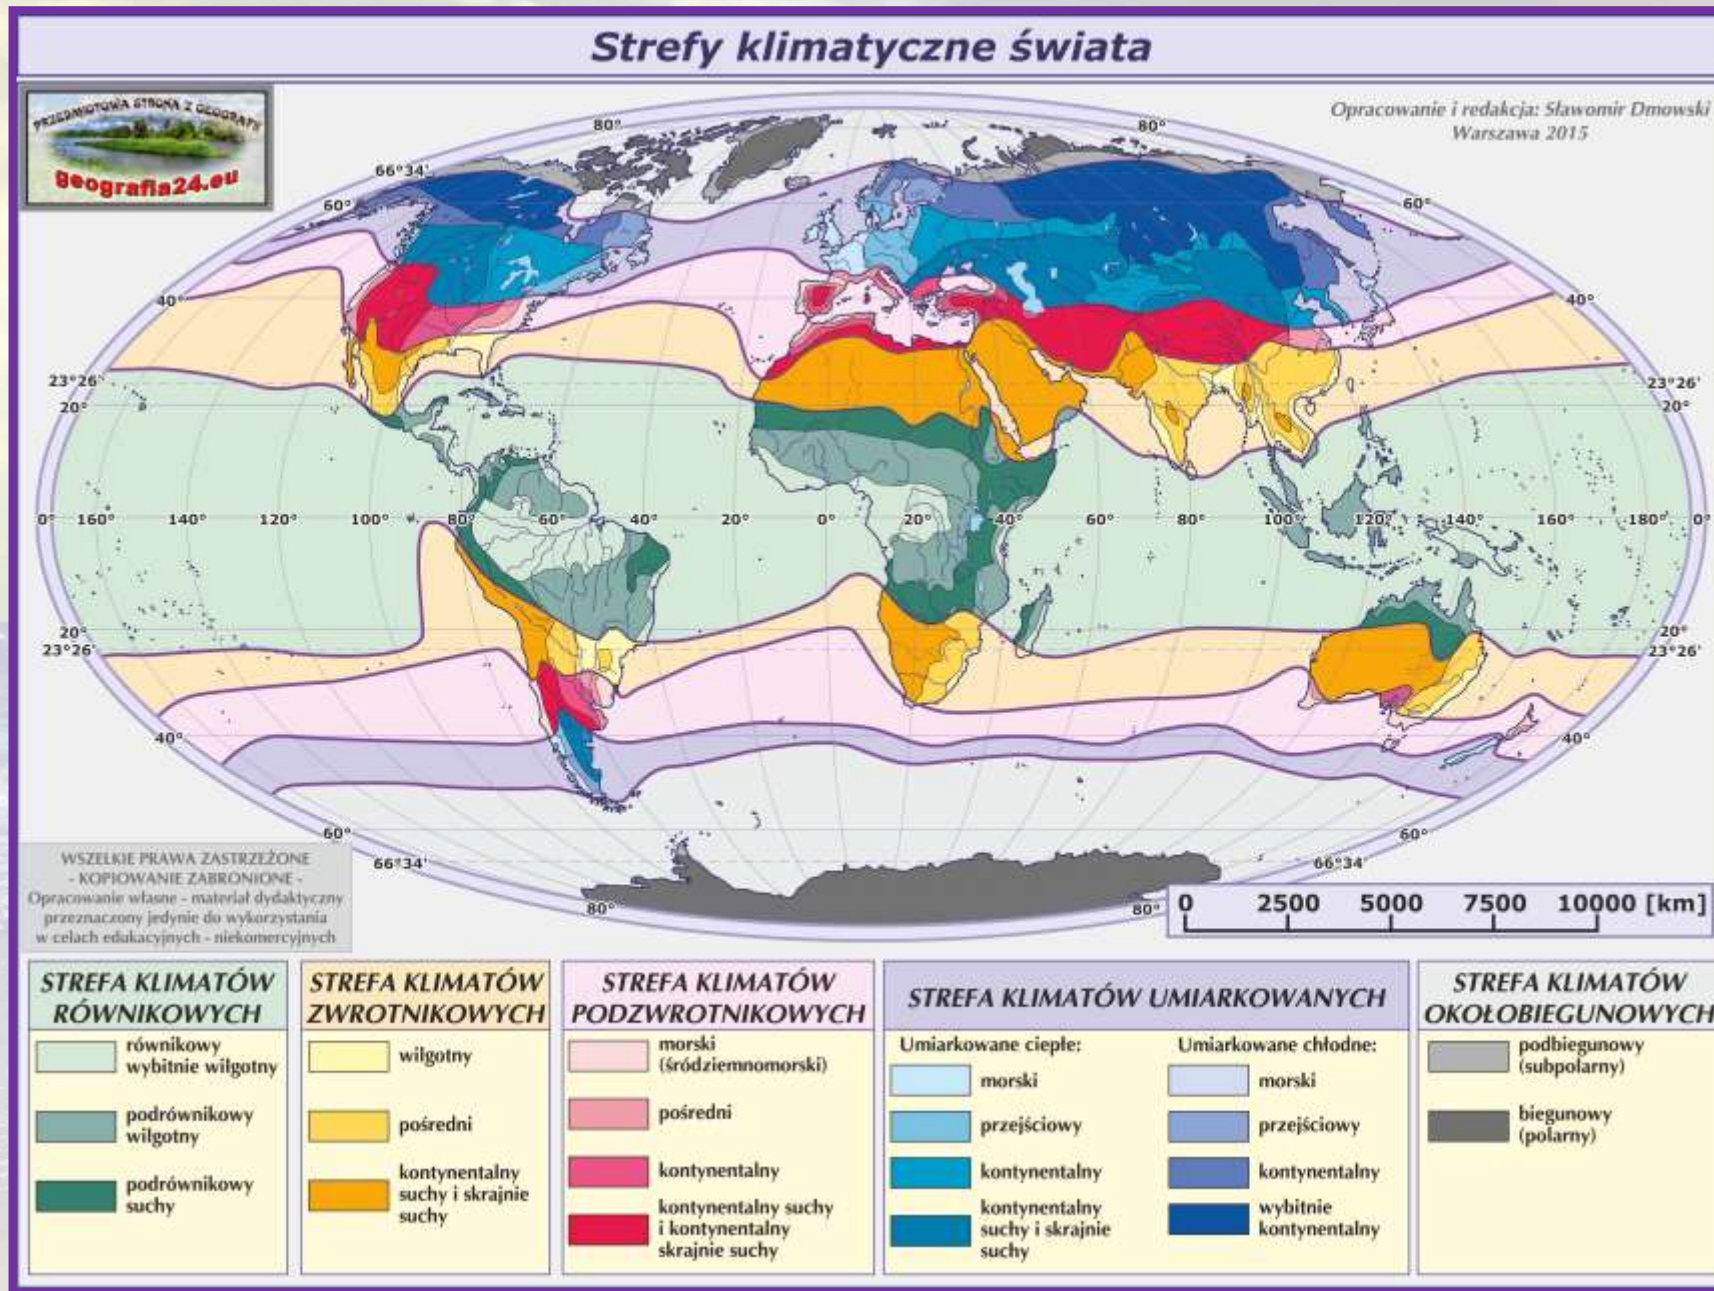 Strefy klimatyczne świata
PRZEDMIOTOWA STRONA Z GEOGRAFII
geografia24.eu
Opracowanie i redakcja: Sławomir Dmowski
Warszawa 2015
80°
80°
66°34'
60°
60°
40°
40°
23°26'
23°26'
20°
20°
0° 160° 140° 120° 100° 80° 60° 40° 20° 0° 20° 40° 60° 80° 100° 120° 140° 160° 180° 0°
20°
20°
23°26'
23°26'
40°
40°
60°
60°
66°34'
66°34'
80°
80°
WSZELKIE PRAWA ZASTRZEŻONE
- KOPIOWANIE ZABRONIONE -
Opracowanie własne - materiał dydaktyczny
przeznaczony jedynie do wykorzystania
w celach edukacyjnych - niekomercyjnych
0 2500 5000 7500 10000 [km]
STREFA KLIMATÓW
RÓWNIKOWYCH
równikowy
wybitnie wilgotny
podrównikowy
wilgotny
podrównikowy
suchy
STREFA KLIMATÓW
ZWROTNIKOWYCH
wilgotny
pośredni
kontynentalny
suchy i skrajnie
suchy
STREFA KLIMATÓW
PODZWROTNIKOWYCH
morski
(śródziemnomorski)
pośredni
kontynentalny
kontynentalny suchy
i kontynentalny
skrajnie suchy
STREFA KLIMATÓW UMIARKOWANYCH
Umiarkowane ciepłe:
morski
przejściowy
kontynentalny
kontynentalny
suchy i skrajnie
suchy
Umiarkowane chłodne:
morski
przejściowy
kontynentalny
wybitnie
kontynentalny
STREFA KLIMATÓW
OKOŁOBIEGUNOWYCH
podbiegunowy
(subpolarny)
biegunowy
(polarny)